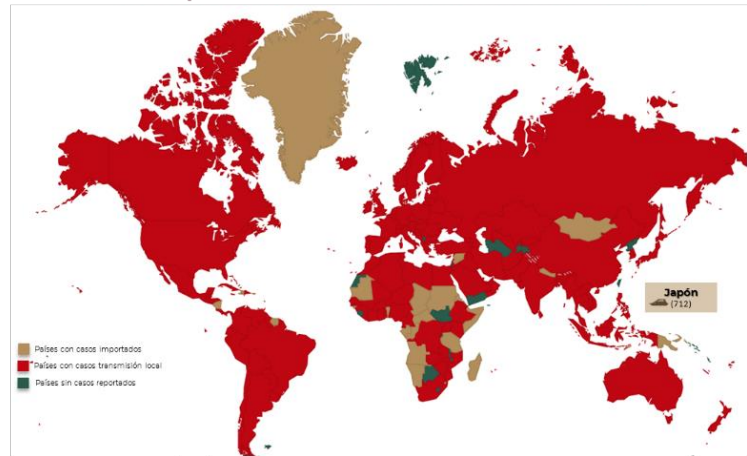 Japón
(712)
Países con casos importados
*Países con casos transmisión local
Países sin casos reportados